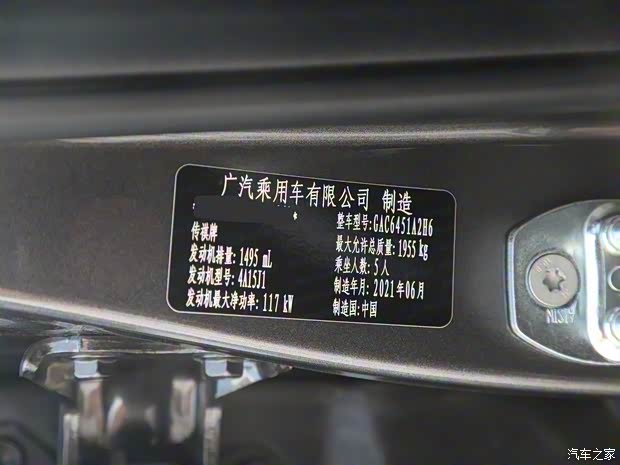 广汽乘用车有限公司 制造
*
传祺牌
发动机排量:1495 mL
发动机型号:4A15J1
发动机最大净功率:117 kW
整车型号:GAC6451A2H6
最大允许总质量:1955 kg
乘坐人数:5人
制造年月:2021年06月
制造国:中国
汽车之家